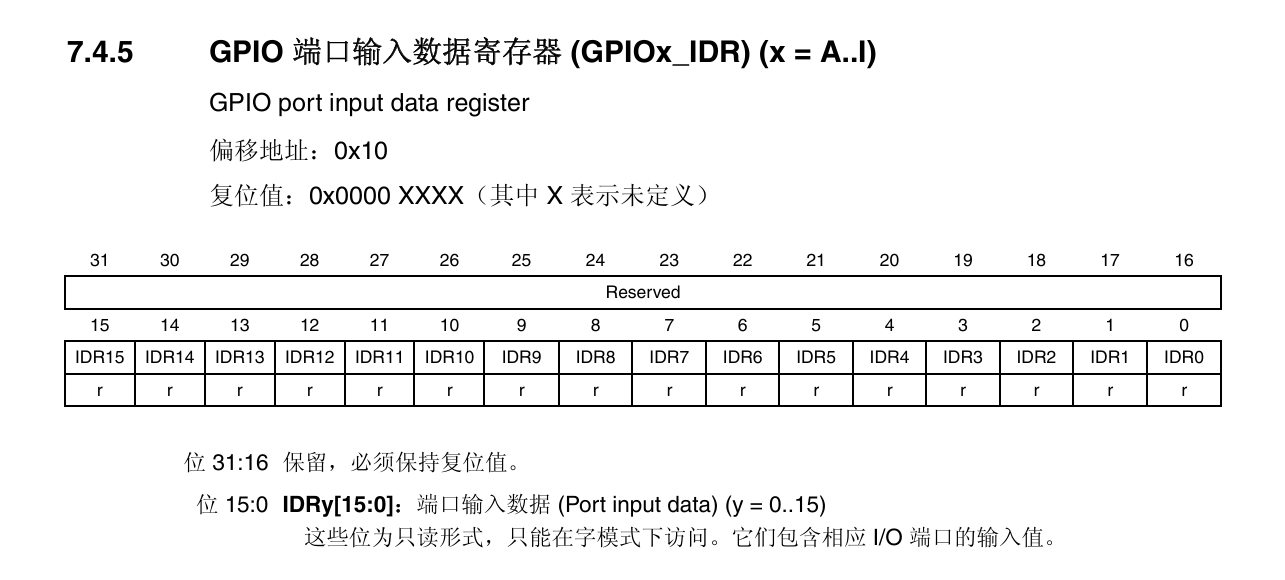 7.4.5 GPIO 端口输入数据寄存器 (GPIOx_IDR) (x = A..I)
GPIO port input data register
偏移地址：0x10
复位值：0x0000 XXXX（其中 X 表示未定义）
31 30 29 28 27 26 25 24 23 22 21 20 19 18 17 16
Reserved
15 14 13 12 11 10 9 8 7 6 5 4 3 2 1 0
IDR15 IDR14 IDR13 IDR12 IDR11 IDR10 IDR9 IDR8 IDR7 IDR6 IDR5 IDR4 IDR3 IDR2 IDR1 IDR0
r r r r r r r r r r r r r r r r
位 31:16 保留，必须保持复位值。
位 15:0 IDRy[15:0]：端口输入数据 (Port input data) (y = 0..15)
这些位为只读形式，只能在字模式下访问。它们包含相应 I/O 端口的输入值。